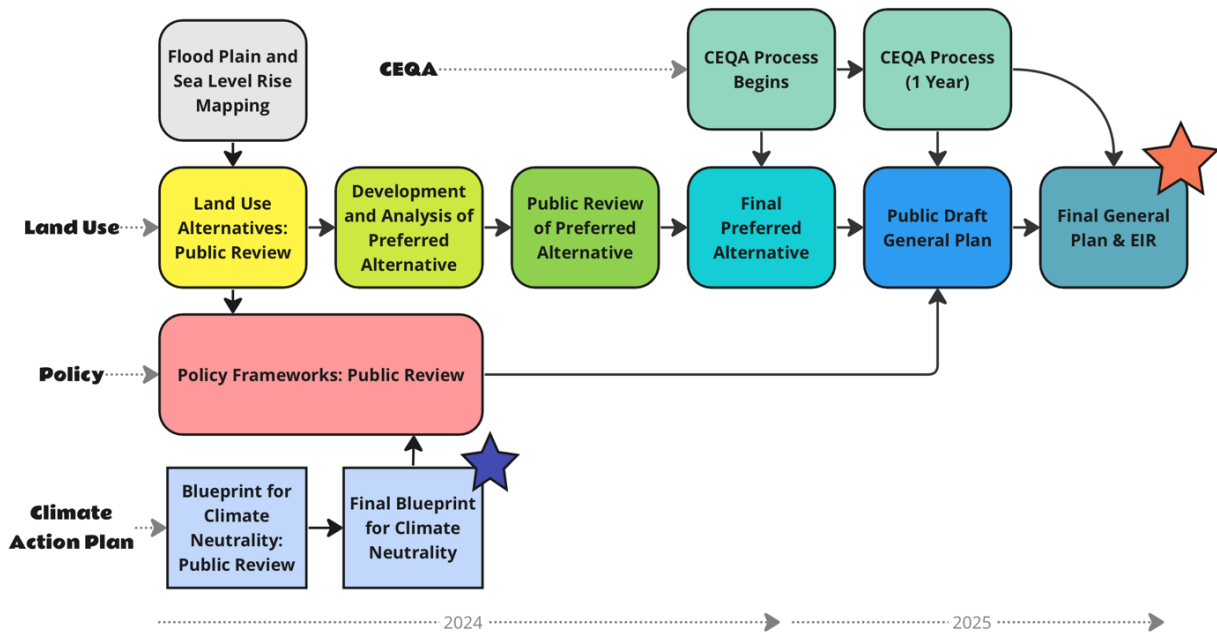 Flood Plain and
Sea Level Rise
Mapping
CEQA
CEQA Process
Begins
CEQA Process
(1 Year)
Land Use
Land Use
Alternatives:
Public Review
Development
and Analysis of
Preferred
Alternative
Public Review
of Preferred
Alternative
Final
Preferred
Alternative
Public Draft
General Plan
Final General
Plan & EIR
Policy
Policy Frameworks: Public Review
Climate
Action Plan
Blueprint for
Climate
Neutrality:
Public Review
Final Blueprint
for Climate
Neutrality
2024
2025